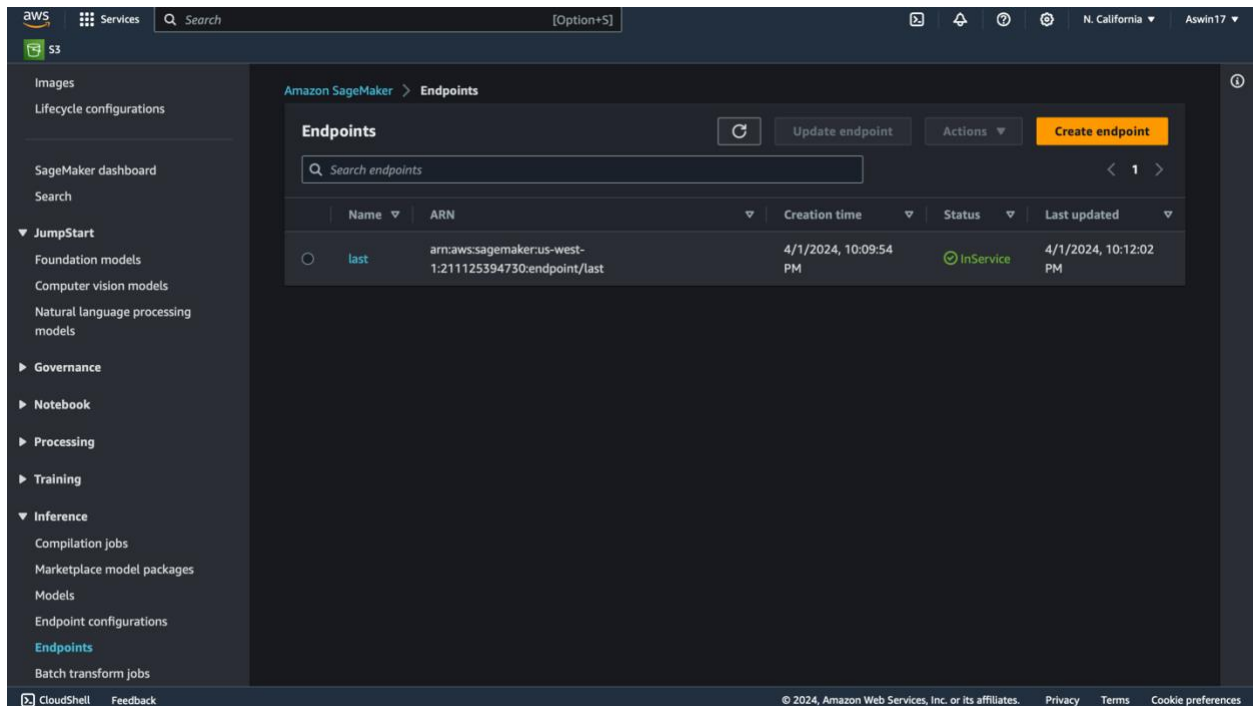 aws
Services
Search
[Option+S]
N. California
Aswin17
S3
Images
Lifecycle configurations
SageMaker dashboard
Search
JumpStart
Foundation models
Computer vision models
Natural language processing
models
Governance
Notebook
Processing
Training
Inference
Compilation jobs
Marketplace model packages
Models
Endpoint configurations
Endpoints
Batch transform jobs
Amazon SageMaker > Endpoints
Endpoints
Update endpoint
Actions
Create endpoint
Search endpoints
< 1 >
Name
ARN
Creation time
Status
Last updated
last
arn:aws:sagemaker:us-west-
1:211125394730:endpoint/last
4/1/2024, 10:09:54
PM
InService
4/1/2024, 10:12:02
PM
CloudShell
Feedback
© 2024, Amazon Web Services, Inc. or its affiliates.
Privacy
Terms
Cookie preferences